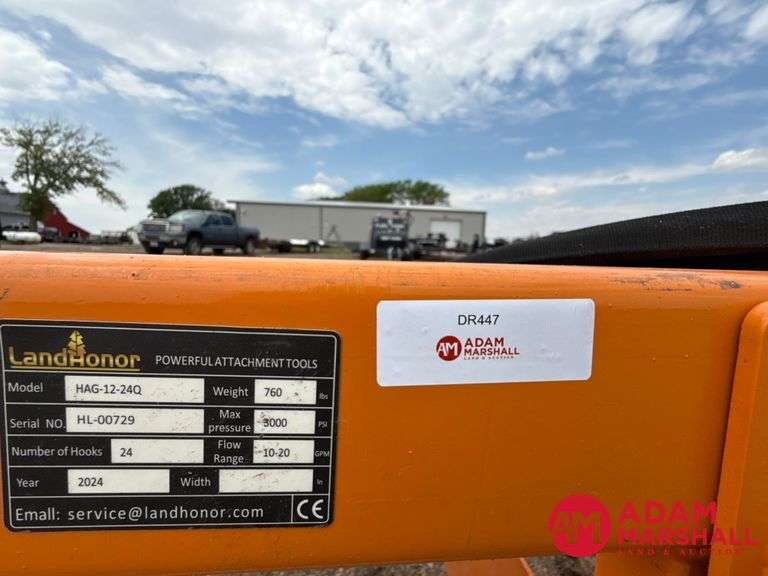 LandHonor POWERFUL ATTACHMENT TOOLS
Model HAG-12-24Q Weight 760 lbs
Serial NO. HL-00729 Max pressure 3000 PSI
Number of Hooks 24 Flow Range 10-20 GPM
Year 2024 Width In
Email: service@landhonor.com CE
DR447
AM ADAM MARSHALL
LAND & AUCTION
AM ADAM MARSHALL
LAND & AUCTION